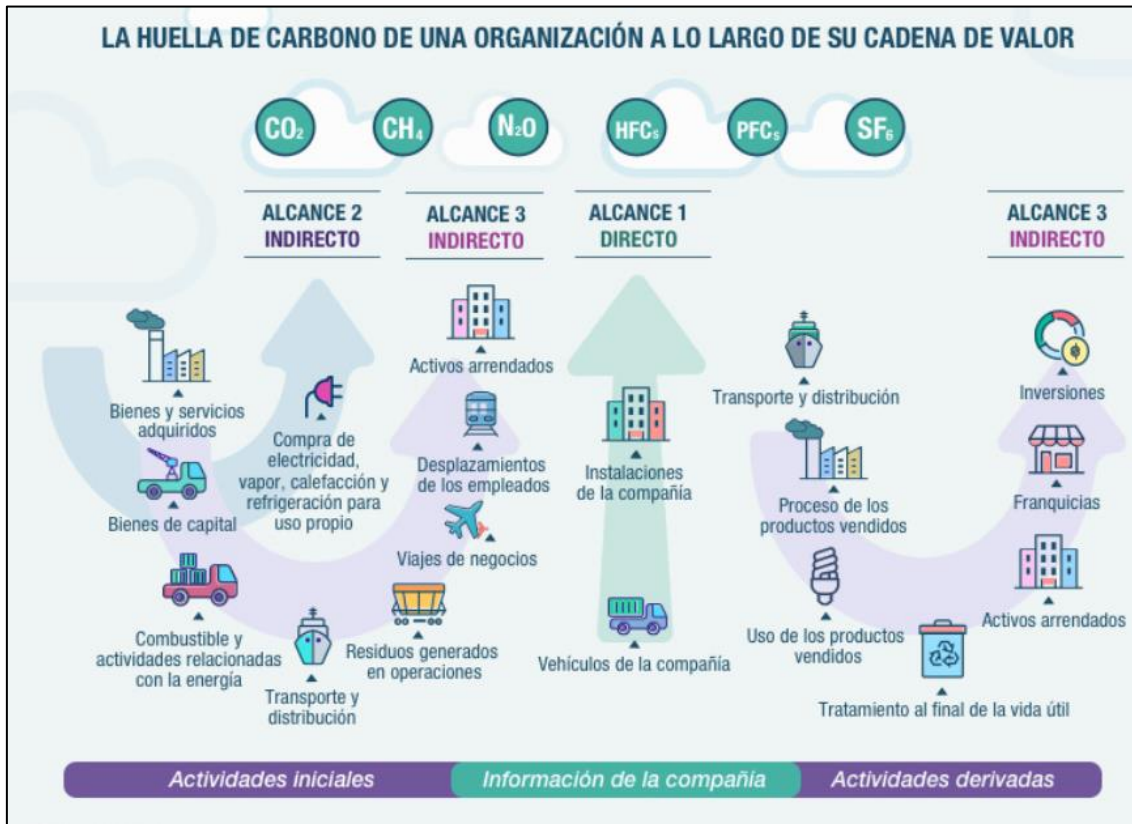 LA HUELLA DE CARBONO DE UNA ORGANIZACIÓN A LO LARGO DE SU CADENA DE VALOR
CO₂
CH₄
N₂O
HFCₛ
PFCₛ
SF₆
ALCANCE 2
INDIRECTO
ALCANCE 3
INDIRECTO
ALCANCE 1
DIRECTO
ALCANCE 3
INDIRECTO
Bienes y servicios
adquiridos
Bienes de capital
Combustible y
actividades relacionadas
con la energía
Compra de
electricidad,
vapor, calefacción y
refrigeración para
uso propio
Transporte y
distribución
Activos arrendados
Desplazamientos
de los empleados
Viajes de negocios
Residuos generados
en operaciones
Instalaciones
de la compañía
Vehículos de la compañía
Transporte y distribución
Proceso de los
productos vendidos
Uso de los productos
vendidos
Tratamiento al final de la vida útil
Inversiones
Franquicias
Activos arrendados
Actividades iniciales
Información de la compañía
Actividades derivadas